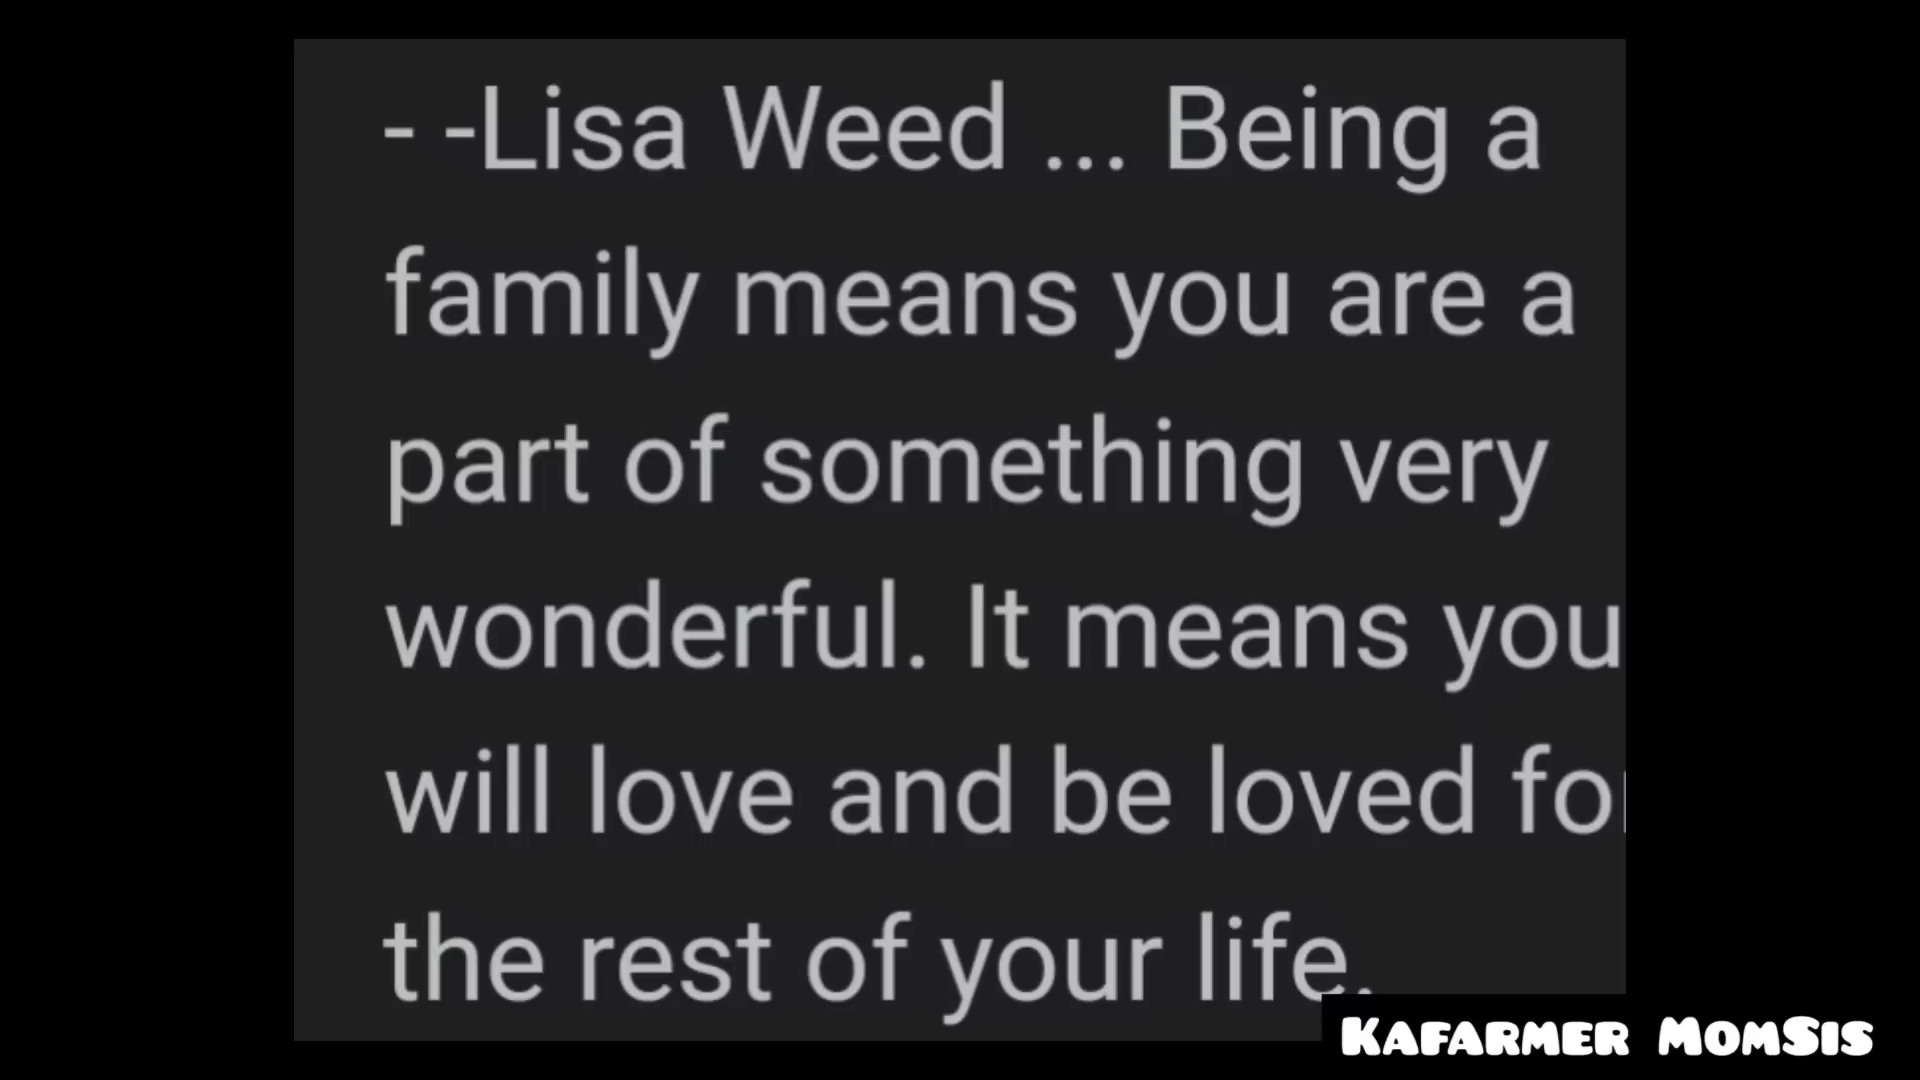 - -Lisa Weed ... Being a
family means you are a
part of something very
wonderful. It means you
will love and be loved for
the rest of your life.
KAFARMER MOMSIS